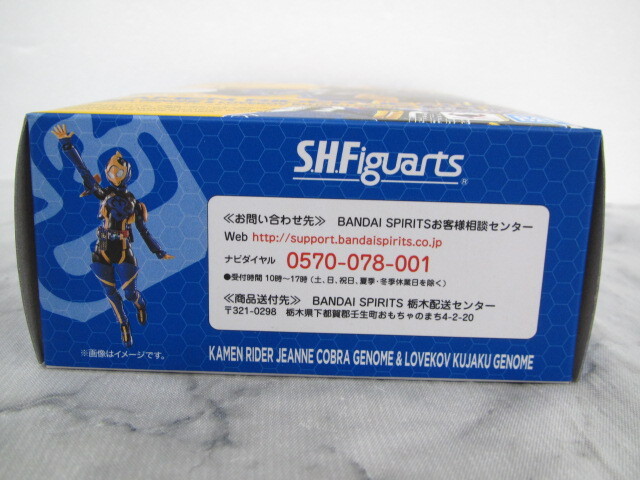 S.H.Figuarts
®
≪お問い合わせ先≫ BANDAI SPIRITSお客様相談センター
Web http://support.bandaispirits.co.jp
ナビダイヤル 0570-078-001
●受付時間 10時〜17時 (土、日、祝日、夏季・冬季休業日を除く)
≪商品送付先≫ BANDAI SPIRITS 栃木配送センター
〒321-0298 栃木県下都賀郡壬生町おもちゃのまち4-2-20
※画像はイメージです。
KAMEN RIDER JEANNE COBRA GENOME & LOVEKOV KUJAKU GENOME